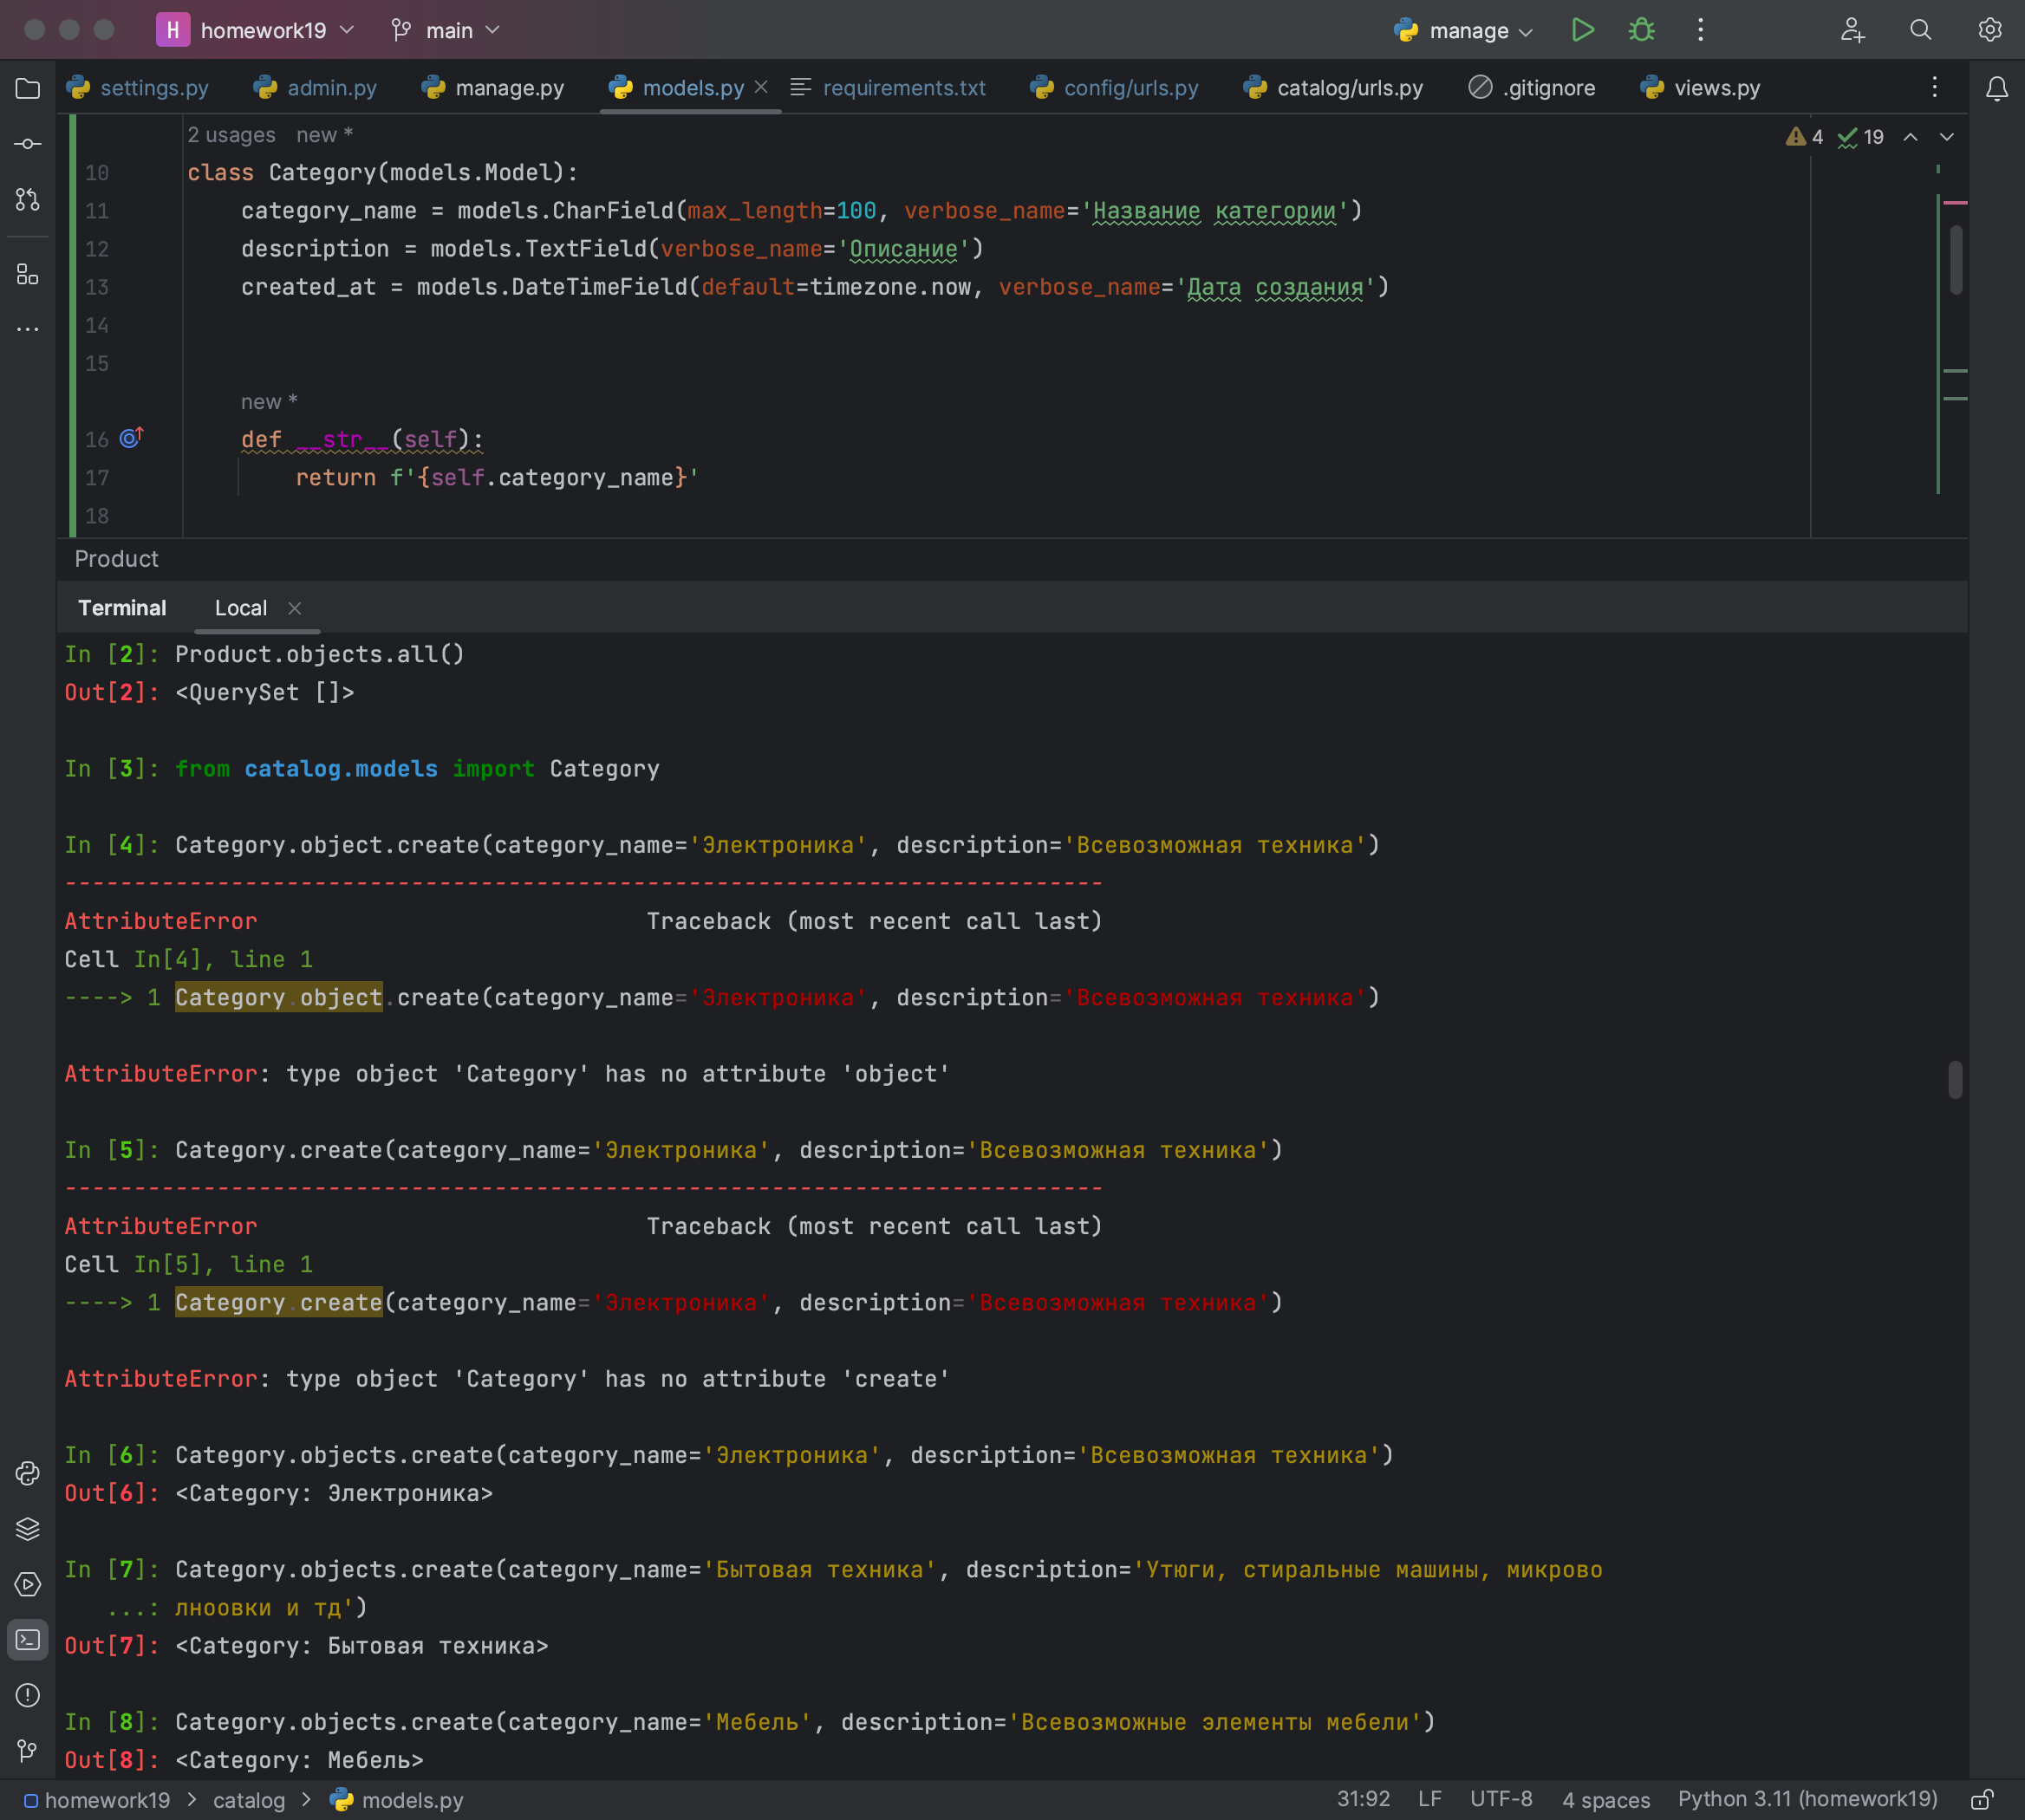 H homework19 main manage
settings.py admin.py manage.py models.py requirements.txt config/urls.py catalog/urls.py .gitignore views.py
2 usages new *
4 19
10 class Category(models.Model):
11 category_name = models.CharField(max_length=100, verbose_name='Название категории')
12 description = models.TextField(verbose_name='Описание')
13 created_at = models.DateTimeField(default=timezone.now, verbose_name='Дата создания')
14
15
new *
16 def __str__(self):
17 return f'{self.category_name}'
18
Product
Terminal Local
In [2]: Product.objects.all()
Out[2]: <QuerySet []>
In [3]: from catalog.models import Category
In [4]: Category.object.create(category_name='Электроника', description='Всевозможная техника')
---------------------------------------------------------------------------
AttributeError Traceback (most recent call last)
Cell In[4], line 1
----> 1 Category.object.create(category_name='Электроника', description='Всевозможная техника')
AttributeError: type object 'Category' has no attribute 'object'
In [5]: Category.create(category_name='Электроника', description='Всевозможная техника')
---------------------------------------------------------------------------
AttributeError Traceback (most recent call last)
Cell In[5], line 1
----> 1 Category.create(category_name='Электроника', description='Всевозможная техника')
AttributeError: type object 'Category' has no attribute 'create'
In [6]: Category.objects.create(category_name='Электроника', description='Всевозможная техника')
Out[6]: <Category: Электроника>
In [7]: Category.objects.create(category_name='Бытовая техника', description='Утюги, стиральные машины, микрово
...: лноовки и тд')
Out[7]: <Category: Бытовая техника>
In [8]: Category.objects.create(category_name='Мебель', description='Всевозможные элементы мебели')
Out[8]: <Category: Мебель>
homework19 > catalog > models.py 31:92 LF UTF-8 4 spaces Python 3.11 (homework19)